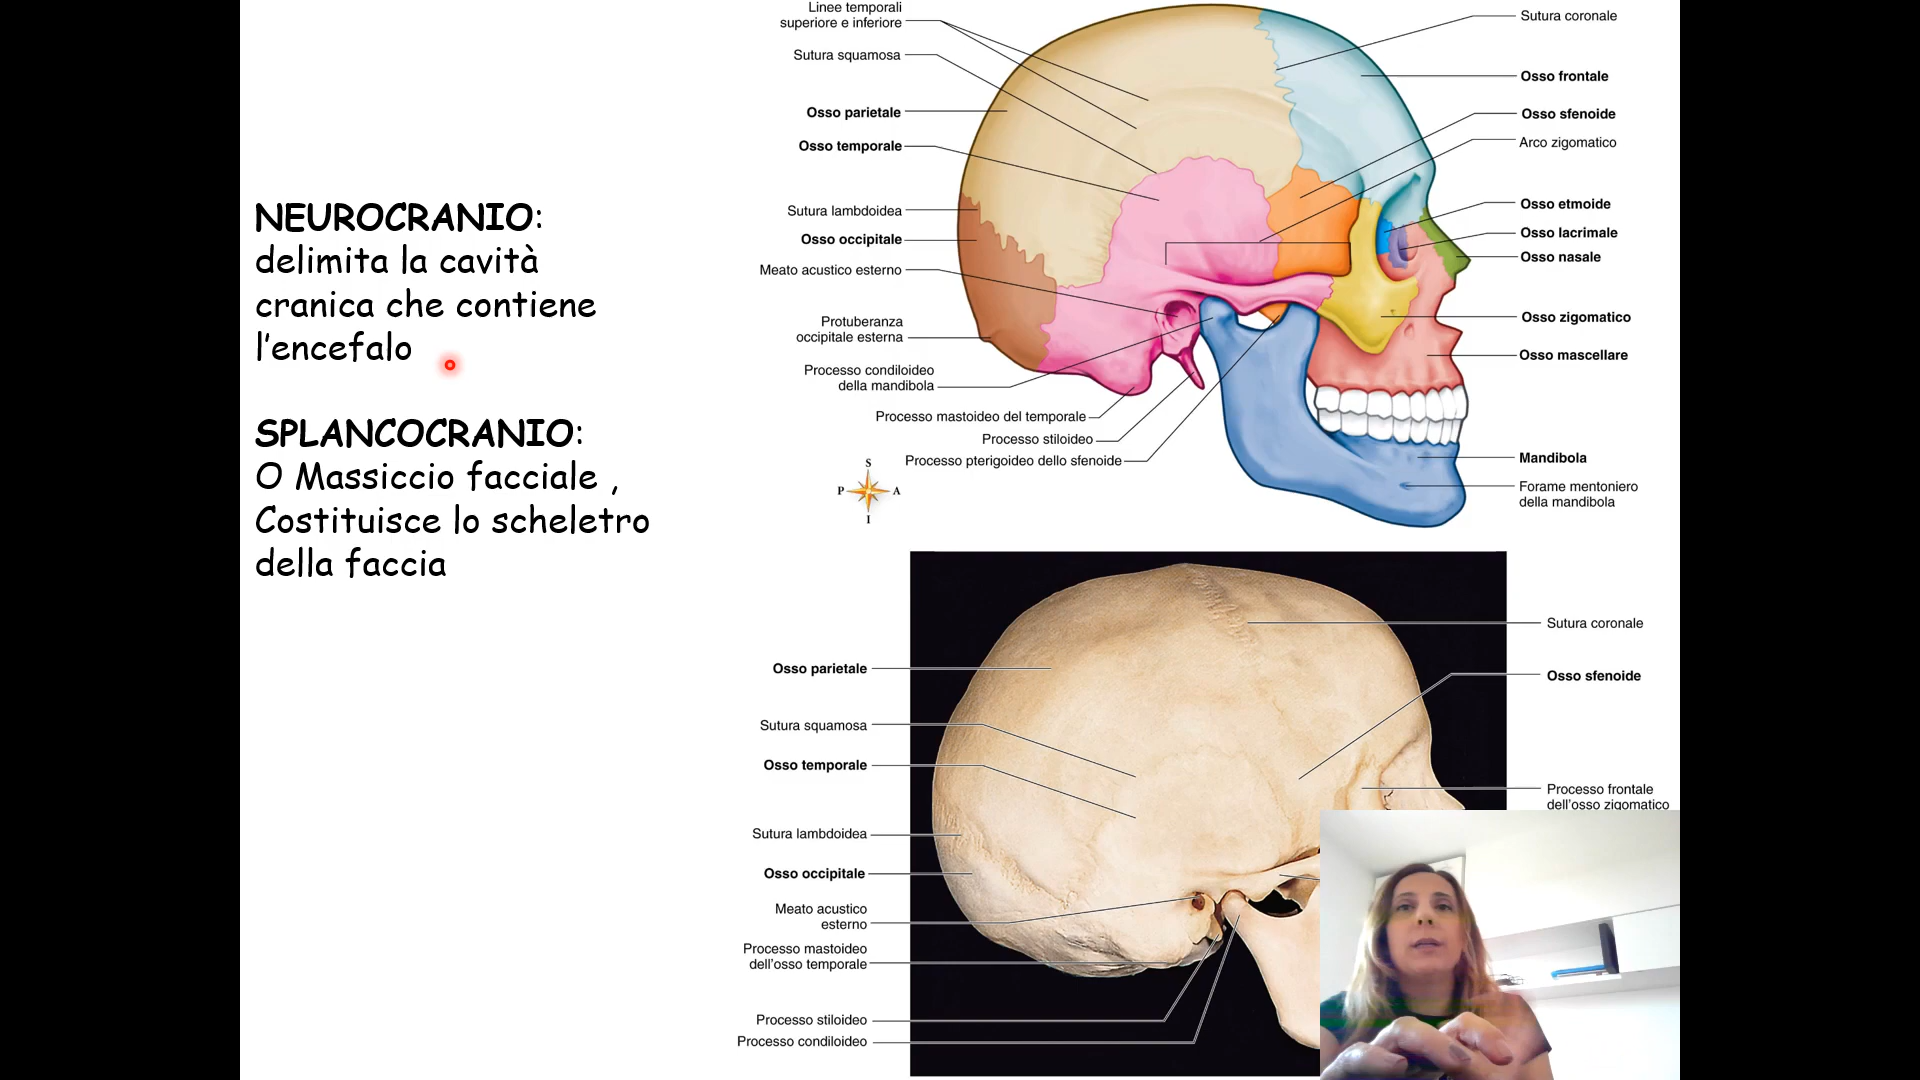 NEUROCRANIO:
delimita la cavità
cranica che contiene
l'encefalo
SPLANCOCRANIO:
O Massiccio facciale ,
Costituisce lo scheletro
della faccia
Linee temporali
superiore e inferiore
Sutura squamosa
Osso parietale
Osso temporale
Sutura lambdoidea
Osso occipitale
Meato acustico esterno
Protuberanza
occipitale esterna
Processo condiloideo
della mandibola
Processo mastoideo del temporale
Processo stiloideo
Processo pterigoideo dello sfenoide
S
P
A
I
Sutura coronale
Osso frontale
Osso sfenoide
Arco zigomatico
Osso etmoide
Osso lacrimale
Osso nasale
Osso zigomatico
Osso mascellare
Mandibola
Forame mentoniero
della mandibola
Osso parietale
Sutura squamosa
Osso temporale
Sutura lambdoidea
Osso occipitale
Meato acustico
esterno
Processo mastoideo
dell'osso temporale
Processo stiloideo
Processo condiloideo
Sutura coronale
Osso sfenoide
Processo frontale
dell'osso zigomatico